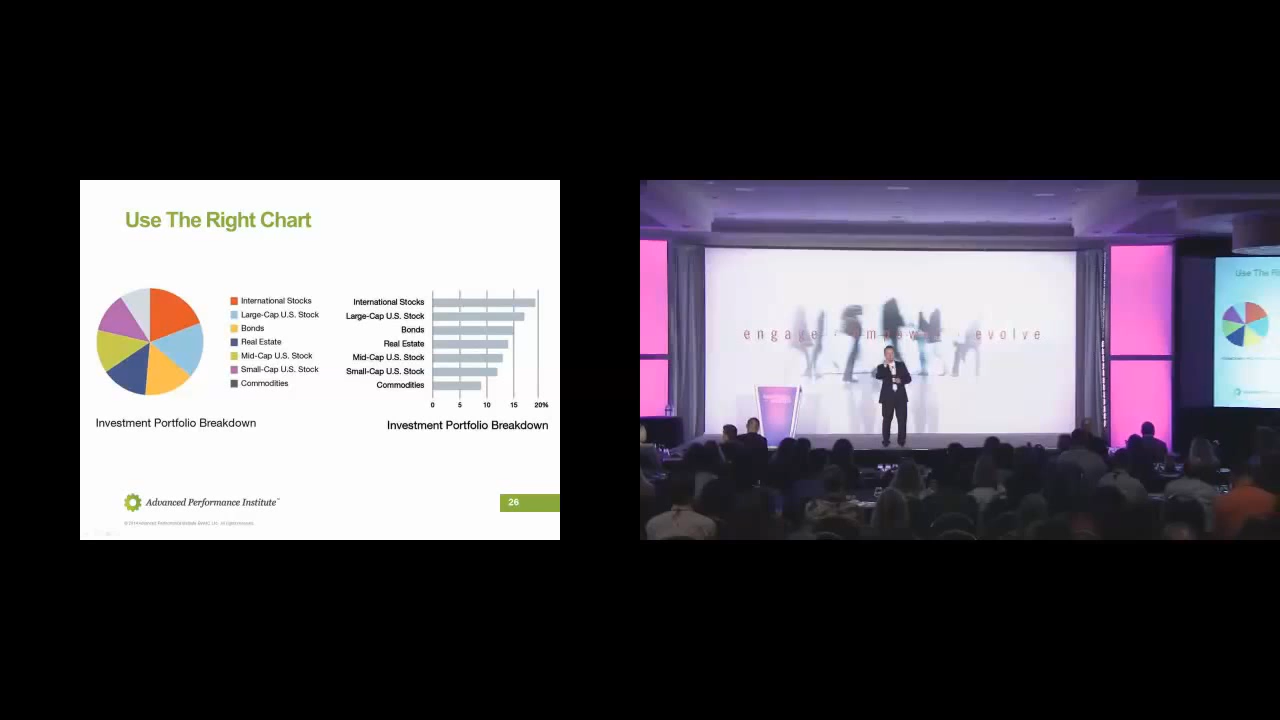 Use The Right Chart
International Stocks
Large-Cap U.S. Stock
Bonds
Real Estate
Mid-Cap U.S. Stock
Small-Cap U.S. Stock
Commodities
Investment Portfolio Breakdown
International Stocks
Large-Cap U.S. Stock
Bonds
Real Estate
Mid-Cap U.S. Stock
Small-Cap U.S. Stock
Commodities
0 5 10 15 20%
Investment Portfolio Breakdown
Advanced Performance Institute™
26
engage
evolve
Use The Ri